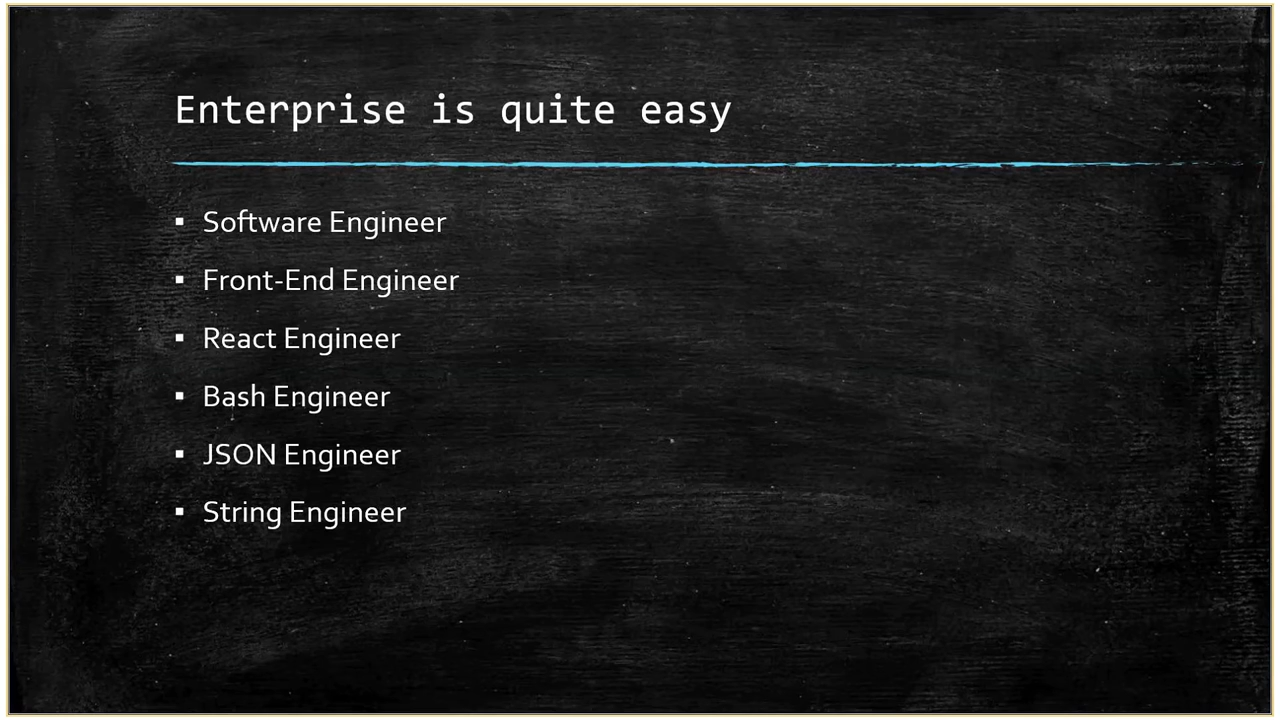 Enterprise is quite easy
▪ Software Engineer
▪ Front-End Engineer
▪ React Engineer
▪ Bash Engineer
▪ JSON Engineer
▪ String Engineer